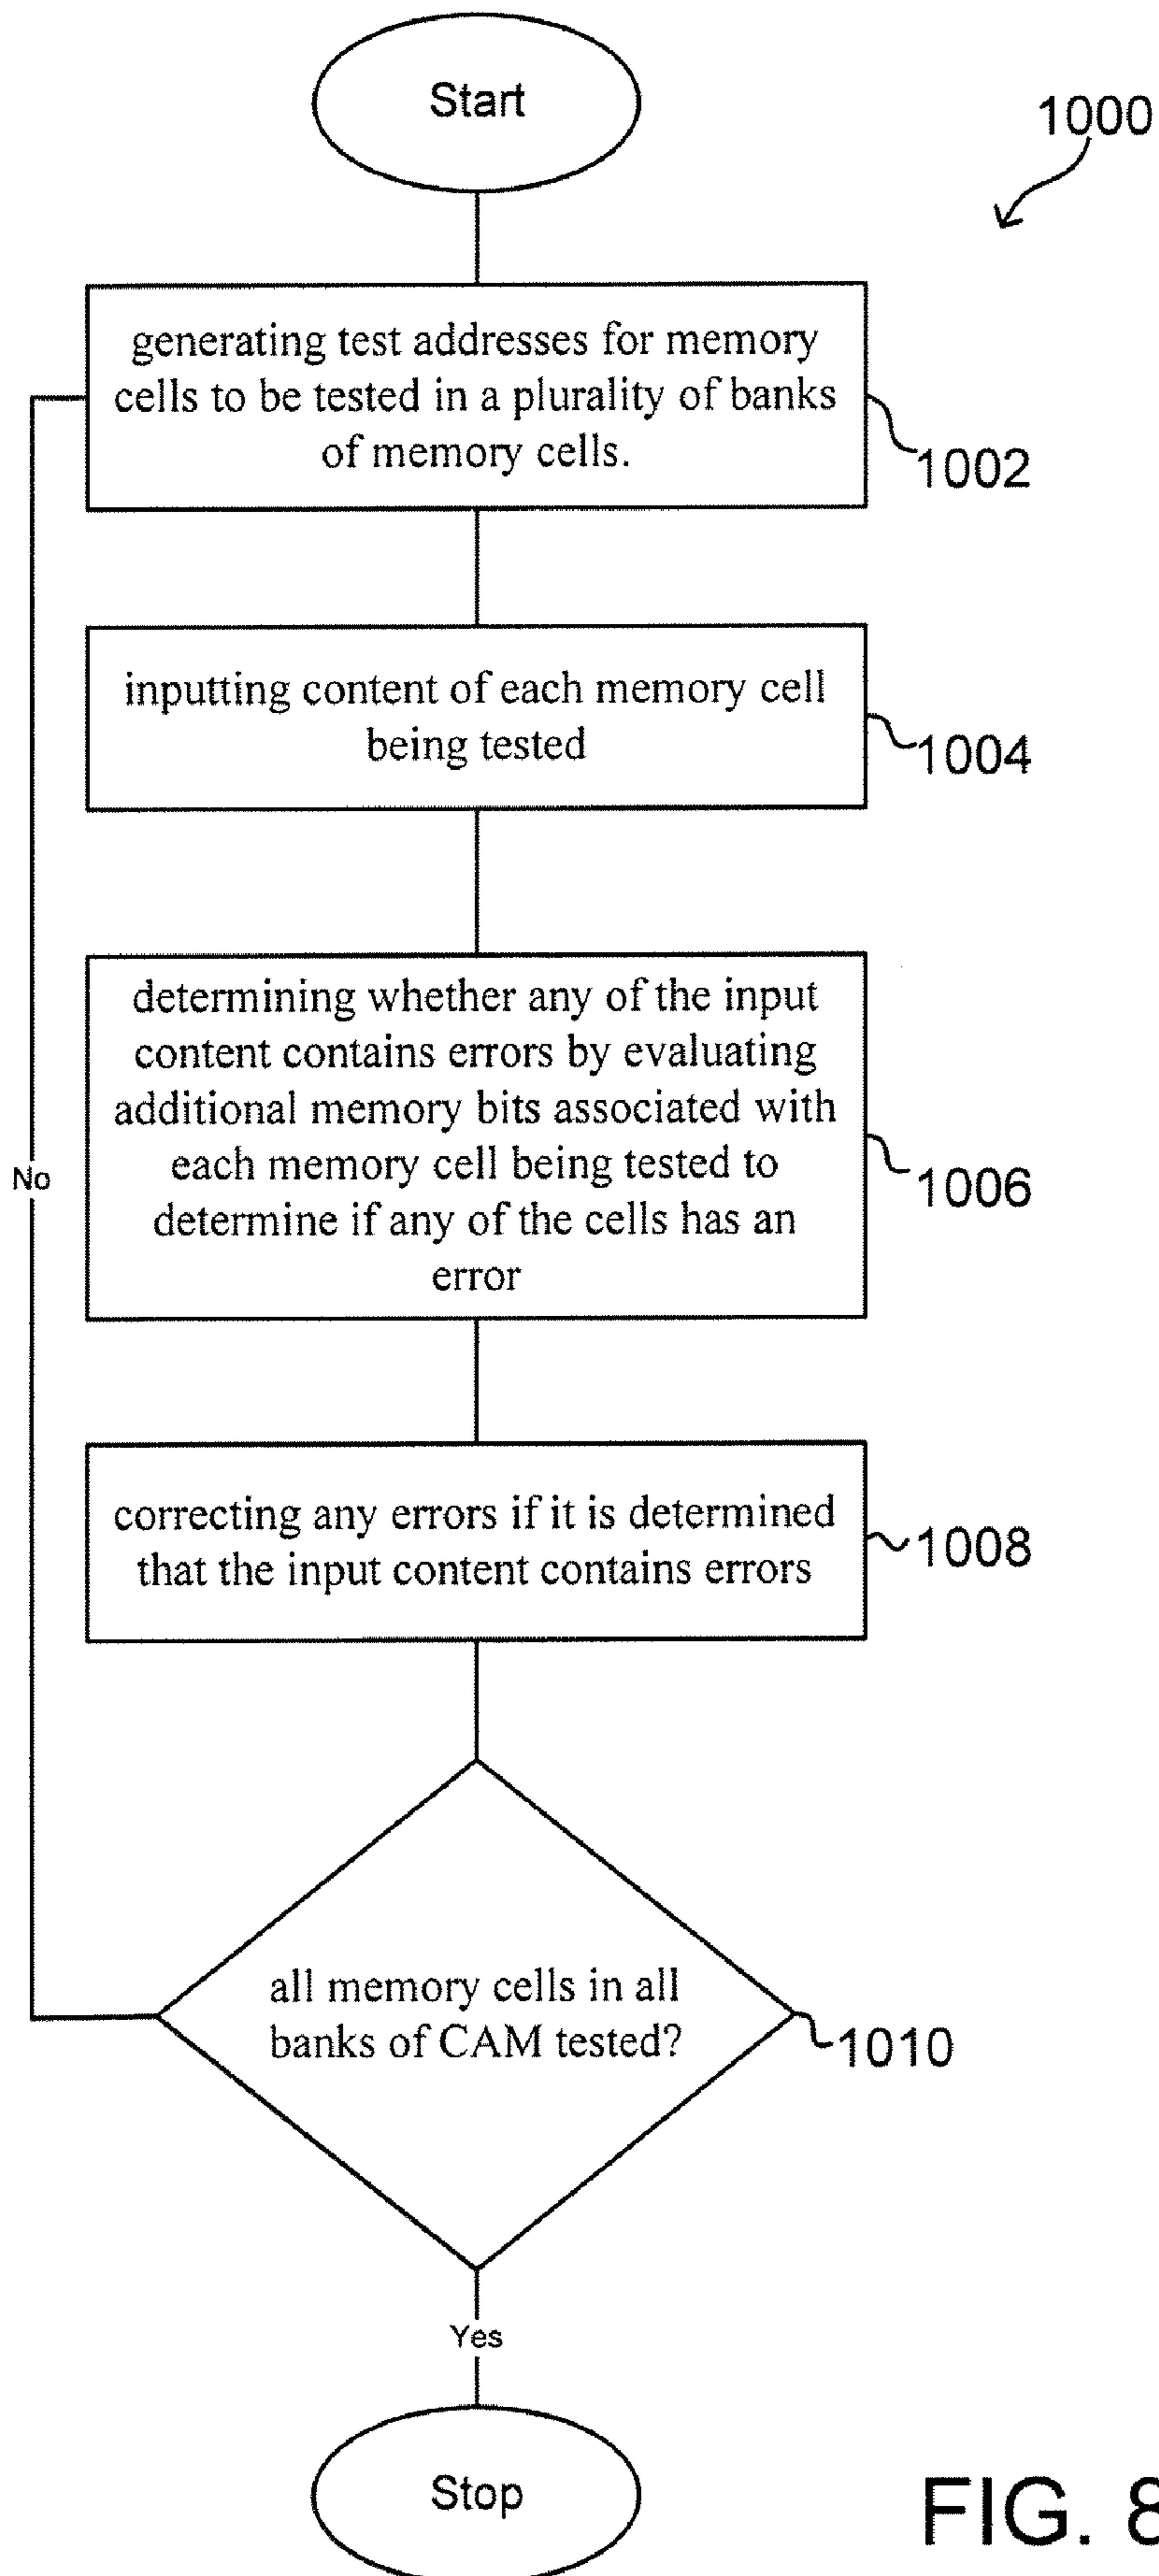 Start
1000
generating test addresses for memory
cells to be tested in a plurality of banks
of memory cells.
1002
inputting content of each memory cell
being tested
1004
determining whether any of the input
content contains errors by evaluating
additional memory bits associated with
each memory cell being tested to
determine if any of the cells has an
error
1006
No
correcting any errors if it is determined
that the input content contains errors
1008
all memory cells in all
banks of CAM tested?
1010
Yes
Stop
FIG. 8